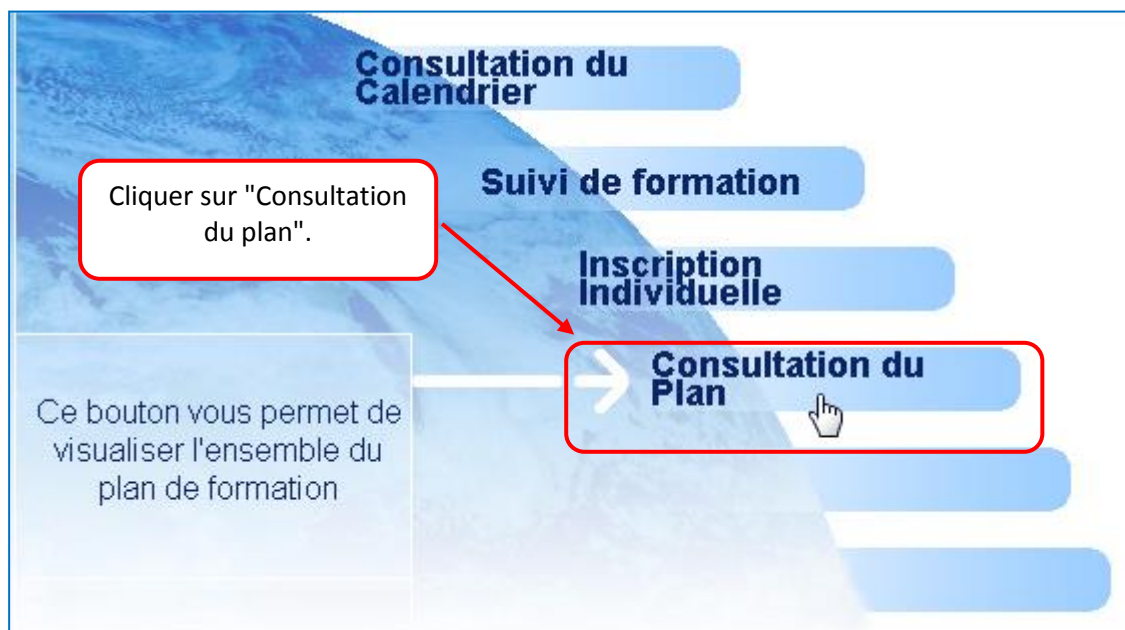 Consultation du
Calendrier
Suivi de formation
Cliquer sur "Consultation
du plan".
Inscription
Individuelle
Consultation du
Plan
Ce bouton vous permet de
visualiser l'ensemble du
plan de formation